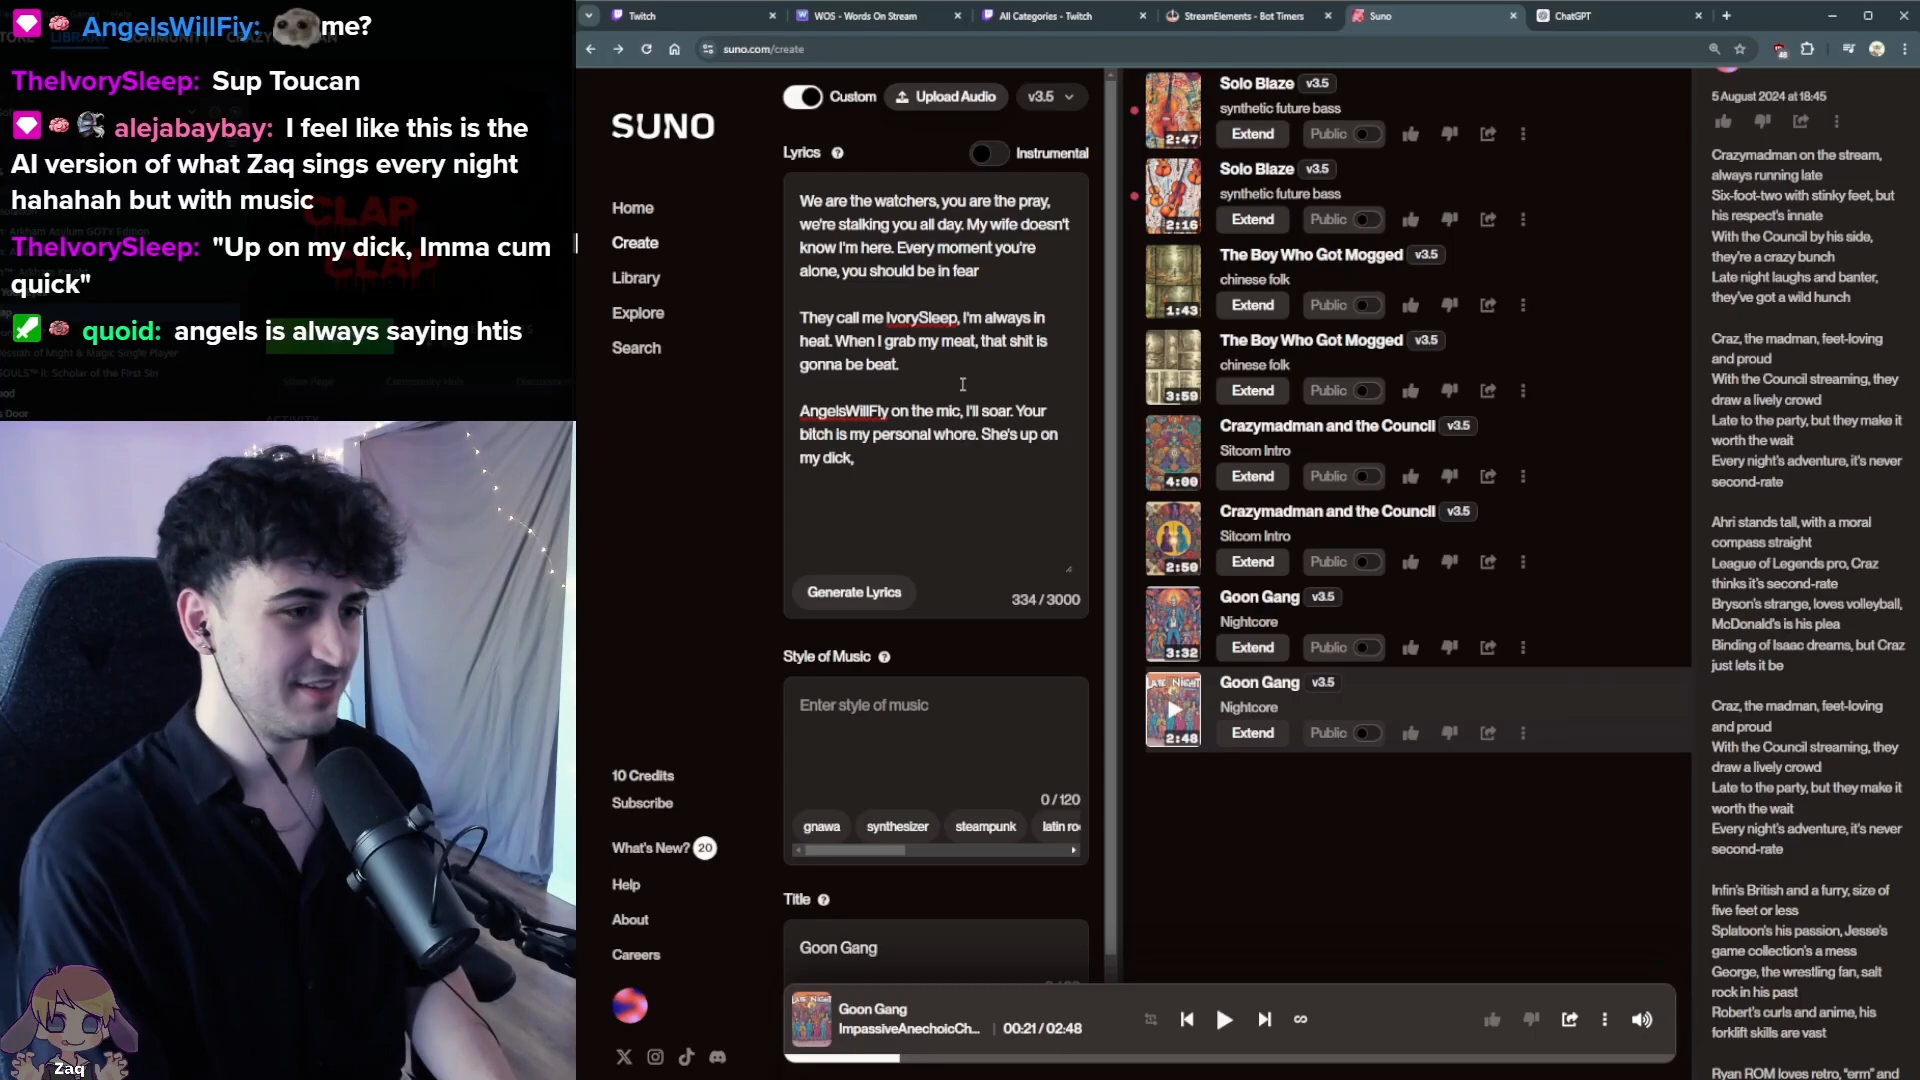 AngelsWillFiy: me?
TheIvorySleep: Sup Toucan
alejabaybay: I feel like this is the
AI version of what Zaq sings every night
hahahah but with music
TheIvorySleep: "Up on my dick, Imma cum
quick"
quoid: angels is always saying htis
CLAP
CLAP
Zaq
Twitch
WOS - Words On Stream
All Categories - Twitch
StreamElements - Bot Timers
Suno
ChatGPT
suno.com/create
SUNO
Home
Create
Library
Explore
Search
10 Credits
Subscribe
What's New? 20
Help
About
Careers
Custom
Upload Audio
v3.5
Lyrics
Instrumental
We are the watchers, you are the pray,
we're stalking you all day. My wife doesn't
know I'm here. Every moment you're
alone, you should be in fear
They call me IvorySleep, I'm always in
heat. When I grab my meat, that shit is
gonna be beat.
AngelsWillFly on the mic, I'll soar. Your
bitch is my personal whore. She's up on
my dick,
Generate Lyrics
334 / 3000
Style of Music
Enter style of music
0 / 120
gnawa
synthesizer
steampunk
latin ro
Title
Goon Gang
Solo Blaze v3.5
synthetic future bass
2:47
Extend
Public
Solo Blaze v3.5
synthetic future bass
2:16
Extend
Public
The Boy Who Got Mogged v3.5
chinese folk
1:43
Extend
Public
The Boy Who Got Mogged v3.5
chinese folk
3:59
Extend
Public
Crazymadman and the Council v3.5
Sitcom Intro
4:00
Extend
Public
Crazymadman and the Council v3.5
Sitcom Intro
2:50
Extend
Public
Goon Gang v3.5
Nightcore
3:32
Extend
Public
Goon Gang v3.5
Nightcore
LATE NIGHT
2:48
Extend
Public
5 August 2024 at 18:45
Crazymadman on the stream,
always running late
Six-foot-two with stinky feet, but
his respect's innate
With the Council by his side,
they're a crazy bunch
Late night laughs and banter,
they've got a wild hunch
Craz, the madman, feet-loving
and proud
With the Council streaming, they
draw a lively crowd
Late to the party, but they make it
worth the wait
Every night's adventure, it's never
second-rate
Ahri stands tall, with a moral
compass straight
League of Legends pro, Craz
thinks it's second-rate
Bryson's strange, loves volleyball,
McDonald's is his plea
Binding of Isaac dreams, but Craz
just lets it be
Craz, the madman, feet-loving
and proud
With the Council streaming, they
draw a lively crowd
Late to the party, but they make it
worth the wait
Every night's adventure, it's never
second-rate
Infin's British and a furry, size of
five feet or less
Splatoon's his passion, Jesse's
game collection's a mess
George, the wrestling fan, salt
rock in his past
Robert's curls and anime, his
forklift skills are vast
Ryan ROM loves retro, "erm" and
LATE NIGHT
Goon Gang
ImpassiveAnechoicCh...
00:21 / 02:48